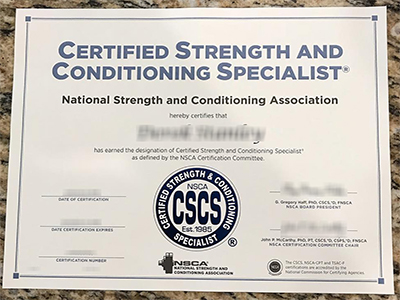 CERTIFIED STRENGTH AND
CONDITIONING SPECIALIST®
National Strength and Conditioning Association
hereby certifies that
has earned the designation of Certified Strength and Conditioning Specialist®
as defined by the NSCA Certification Committee.
DATE OF CERTIFICATION
DATE CERTIFICATION EXPIRES
CERTIFICATION NUMBER
CERTIFIED STRENGTH & CONDITIONING
NSCA
CSCS
Est. 1985
SPECIALIST
®
NSCA
NATIONAL STRENGTH AND
CONDITIONING ASSOCIATION
G. Gregory Haff, PhD, CSCS,*D, FNSCA
NSCA BOARD PRESIDENT
John P. McCarthy, PhD, PT, CSCS,*D, CSPS,*D, FNSCA
NSCA CERTIFICATION COMMITTEE CHAIR
The CSCS, NSCA-CPT and TSAC-F
certifications are accredited by the
National Commission for Certifying Agencies.